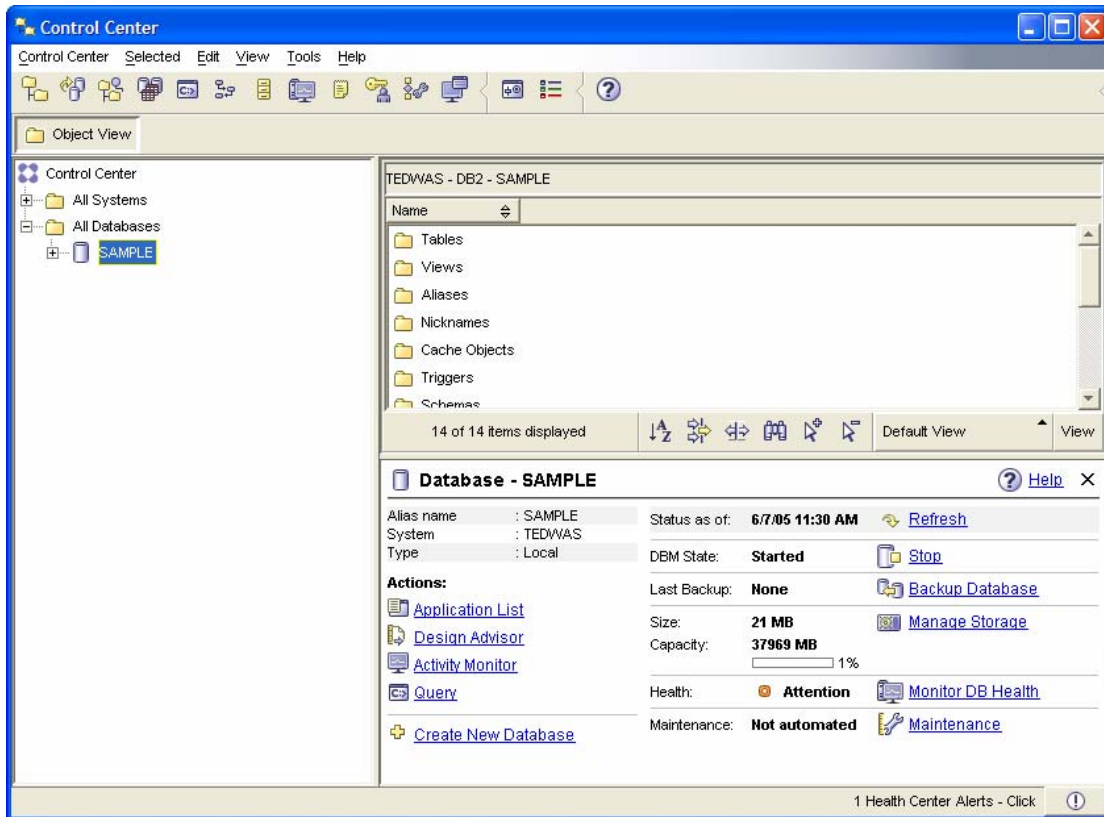 Control Center
Control Center Selected Edit View Tools Help
Object View
Control Center
All Systems
All Databases
SAMPLE
TEDWAS - DB2 - SAMPLE
Name
Tables
Views
Aliases
Nicknames
Cache Objects
Triggers
Schemas
14 of 14 items displayed
Default View View
Database - SAMPLE
Help
Alias name : SAMPLE
System : TEDWAS
Type : Local
Actions:
Application List
Design Advisor
Activity Monitor
Query
Create New Database
Status as of: 6/7/05 11:30 AM Refresh
DBM State: Started Stop
Last Backup: None Backup Database
Size: 21 MB Manage Storage
Capacity: 37969 MB
1%
Health: Attention Monitor DB Health
Maintenance: Not automated Maintenance
1 Health Center Alerts - Click